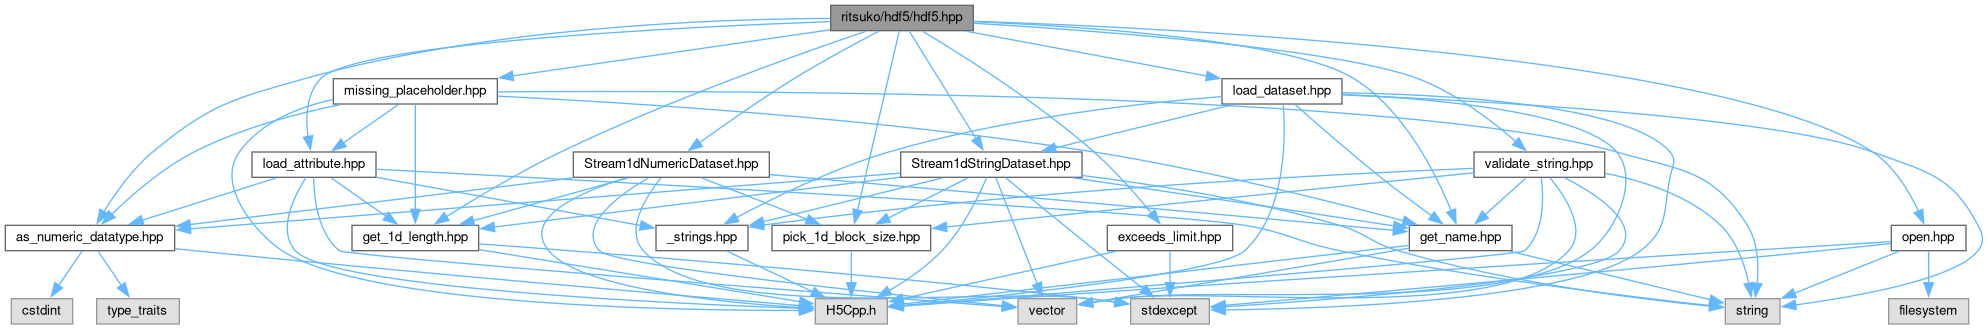 ritsuko/hdf5/hdf5.hpp
missing_placeholder.hpp
load_dataset.hpp
load_attribute.hpp
Stream1dNumericDataset.hpp
Stream1dStringDataset.hpp
validate_string.hpp
as_numeric_datatype.hpp
get_1d_length.hpp
_strings.hpp
pick_1d_block_size.hpp
exceeds_limit.hpp
get_name.hpp
open.hpp
cstdint
type_traits
H5Cpp.h
vector
stdexcept
string
filesystem